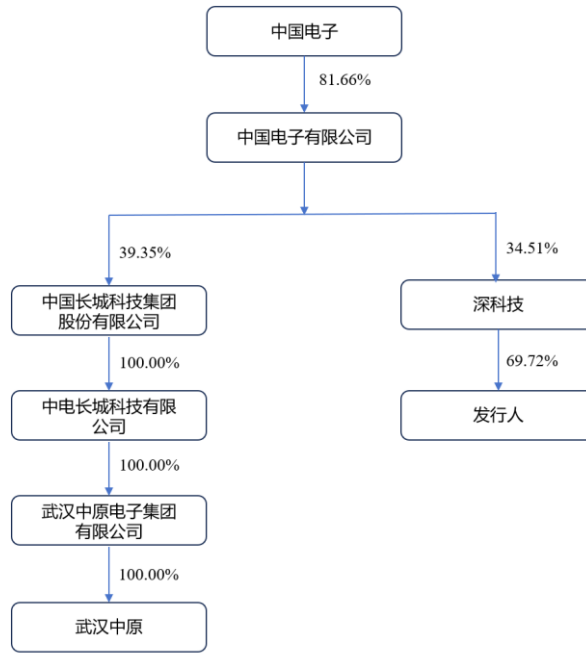 中国电子
81.66%
中国电子有限公司
39.35%
34.51%
中国长城科技集团
股份有限公司
深科技
100.00%
69.72%
中电长城科技有限
公司
发行人
100.00%
武汉中原电子集团
有限公司
100.00%
武汉中原